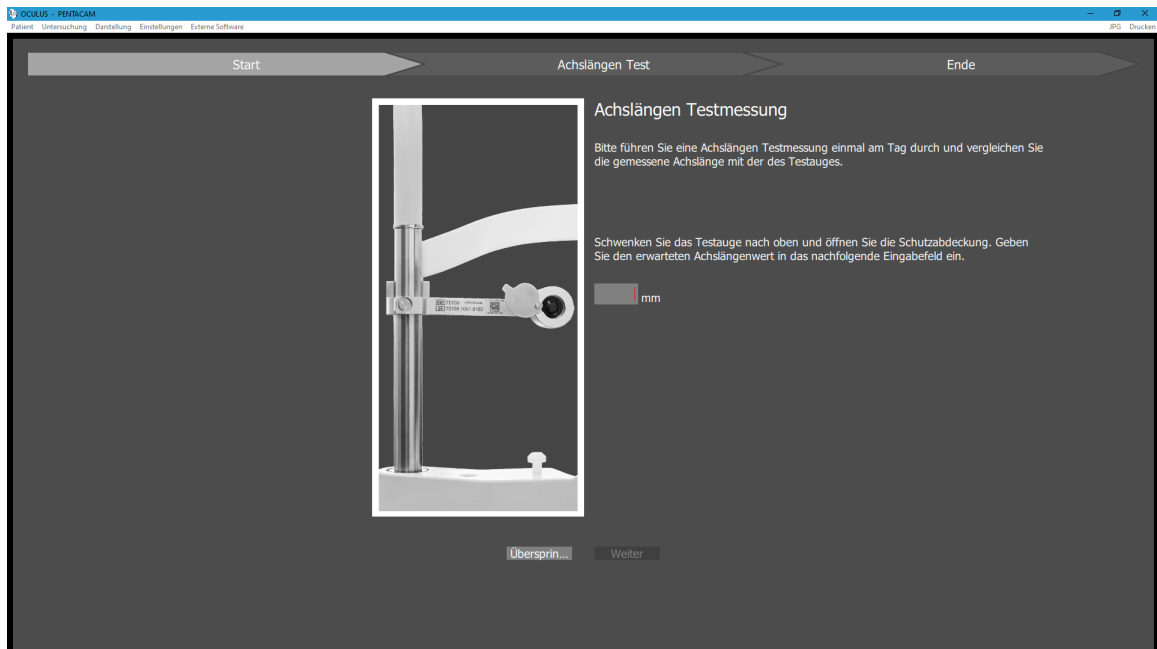 OCULUS - PENTACAM
Patient Untersuchung Darstellung Einstellungen Externe Software JPG Drucken
Start Achslängen Test Ende
Achslängen Testmessung
Bitte führen Sie eine Achslängen Testmessung einmal am Tag durch und vergleichen Sie
die gemessene Achslänge mit der des Testauges.
Schwenken Sie das Testauge nach oben und öffnen Sie die Schutzabdeckung. Geben
Sie den erwarteten Achslängenwert in das nachfolgende Eingabefeld ein.
mm
Übersprin... Weiter